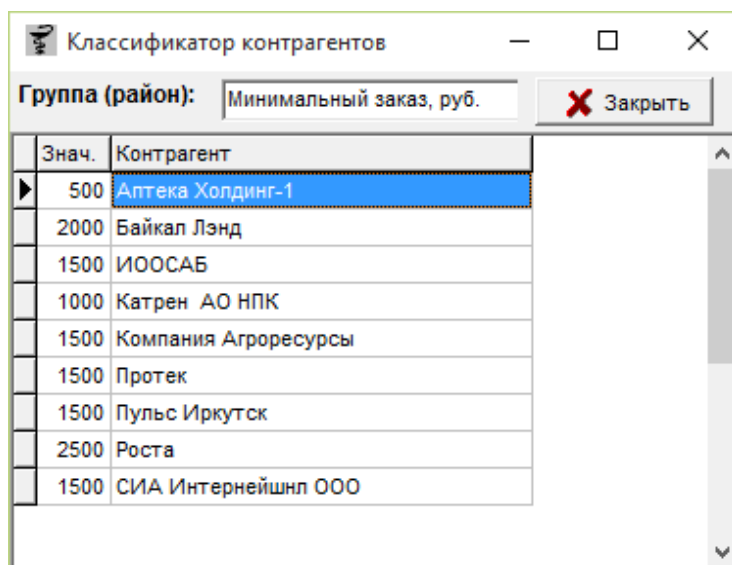 Классификатор контрагентов
Группа (район): Минимальный заказ, руб. Закрыть
Знач. Контрагент
500 Аптека Холдинг-1
2000 Байкал Лэнд
1500 ИООСАБ
1000 Катрен АО НПК
1500 Компания Агроресурсы
1500 Протек
1500 Пульс Иркутск
2500 Роста
1500 СИА Интернейшнл ООО